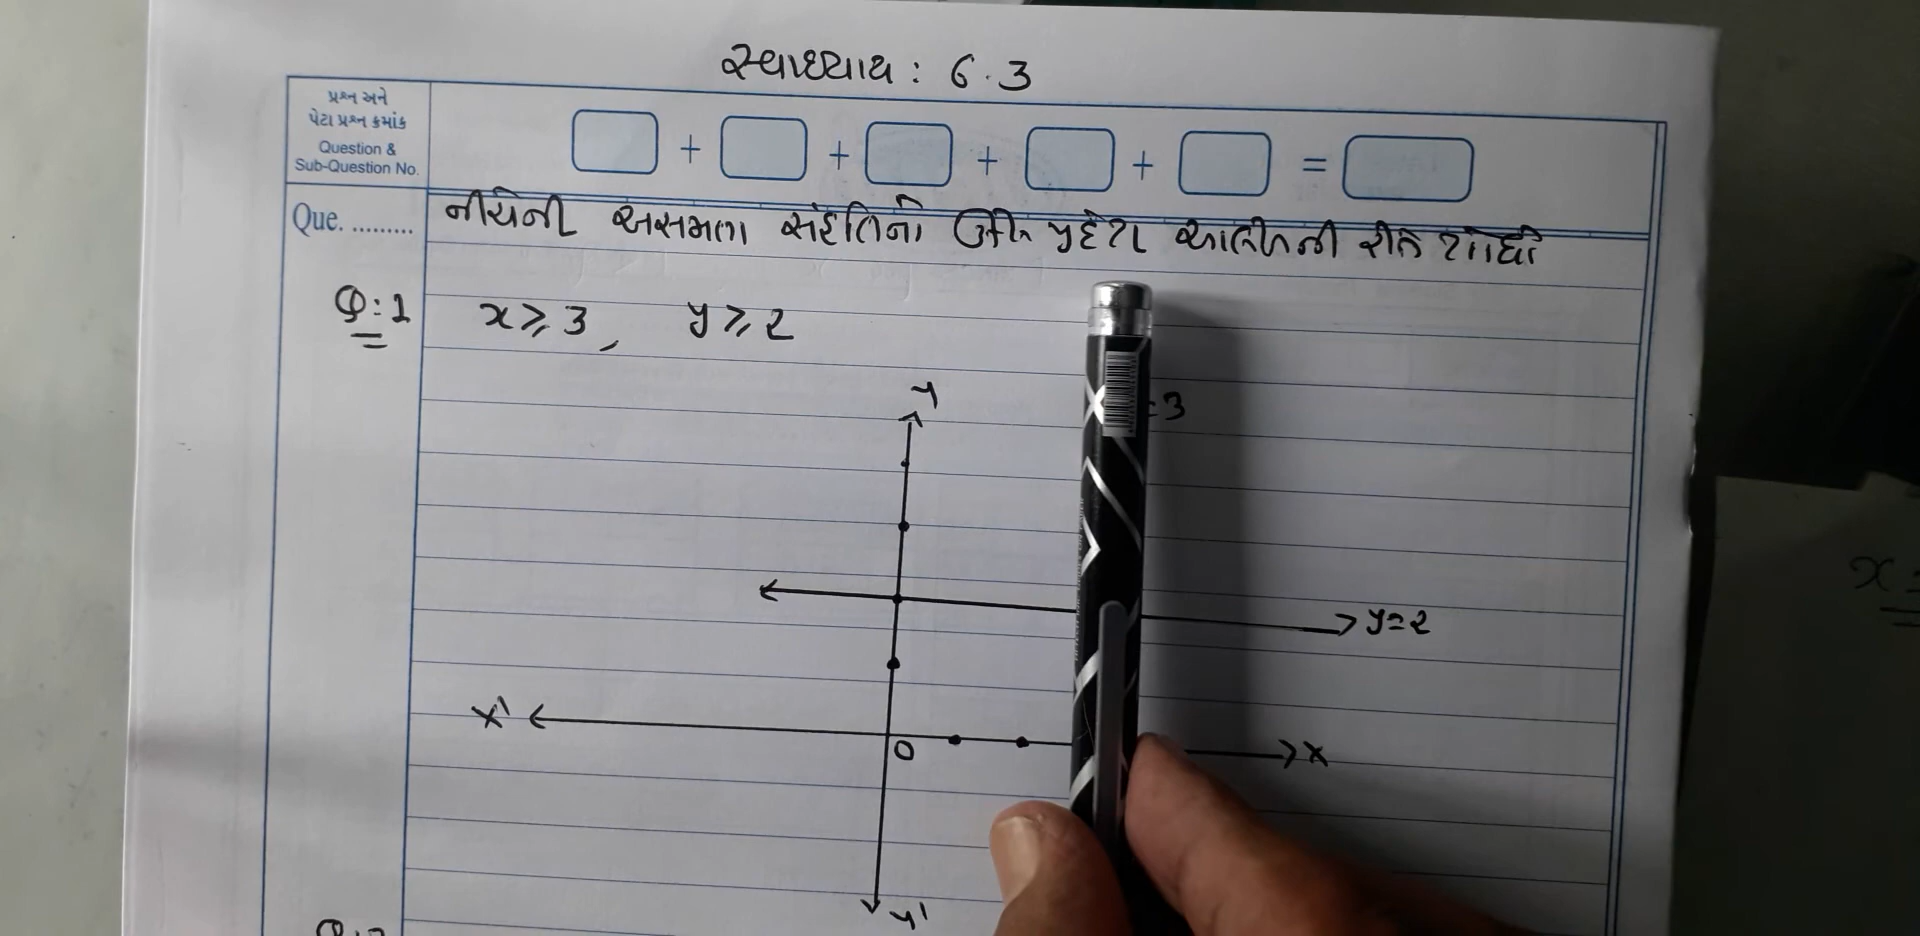 સ્વાધ્યાય : 6.3
પ્રશ્ન અને
પેટા પ્રશ્ન ક્રમાંક
Question &
Sub-Question No.
+ + + + =
Que. .........
નીચેની અસમતા સંહતિનો ઉકેલ પ્રદેશ આલેખની રીતે શોધો
Q:1 x ⩾ 3, y ⩾ 2
Y
=3
y=2
X' O X
Y'